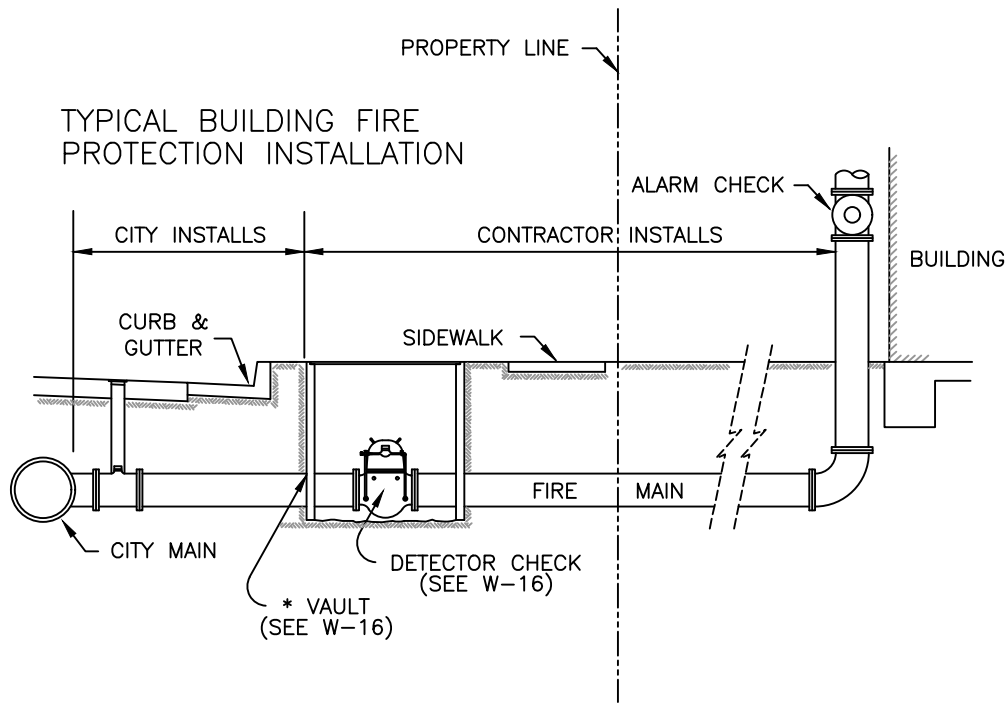 PROPERTY LINE
TYPICAL BUILDING FIRE
PROTECTION INSTALLATION
ALARM CHECK
CITY INSTALLS
CONTRACTOR INSTALLS
BUILDING
CURB &
GUTTER
SIDEWALK
FIRE MAIN
CITY MAIN
DETECTOR CHECK
(SEE W-16)
* VAULT
(SEE W-16)